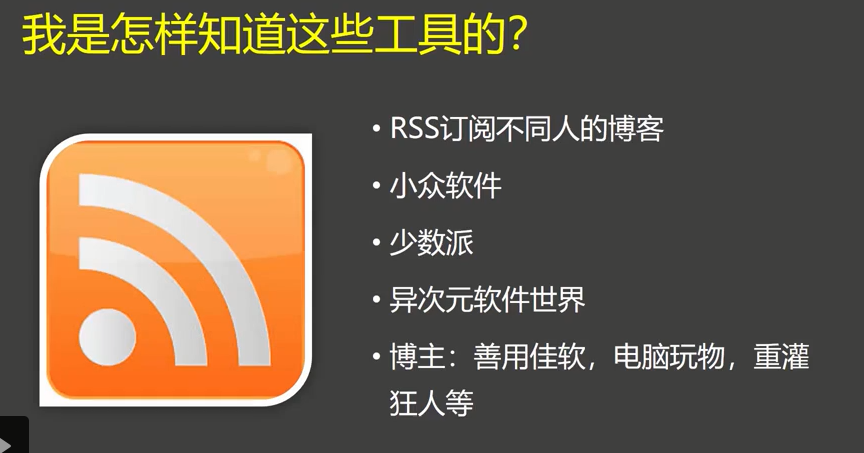 我是怎样知道这些工具的？
• RSS订阅不同人的博客
• 小众软件
• 少数派
• 异次元软件世界
• 博主：善用佳软，电脑玩物，重灌
狂人等